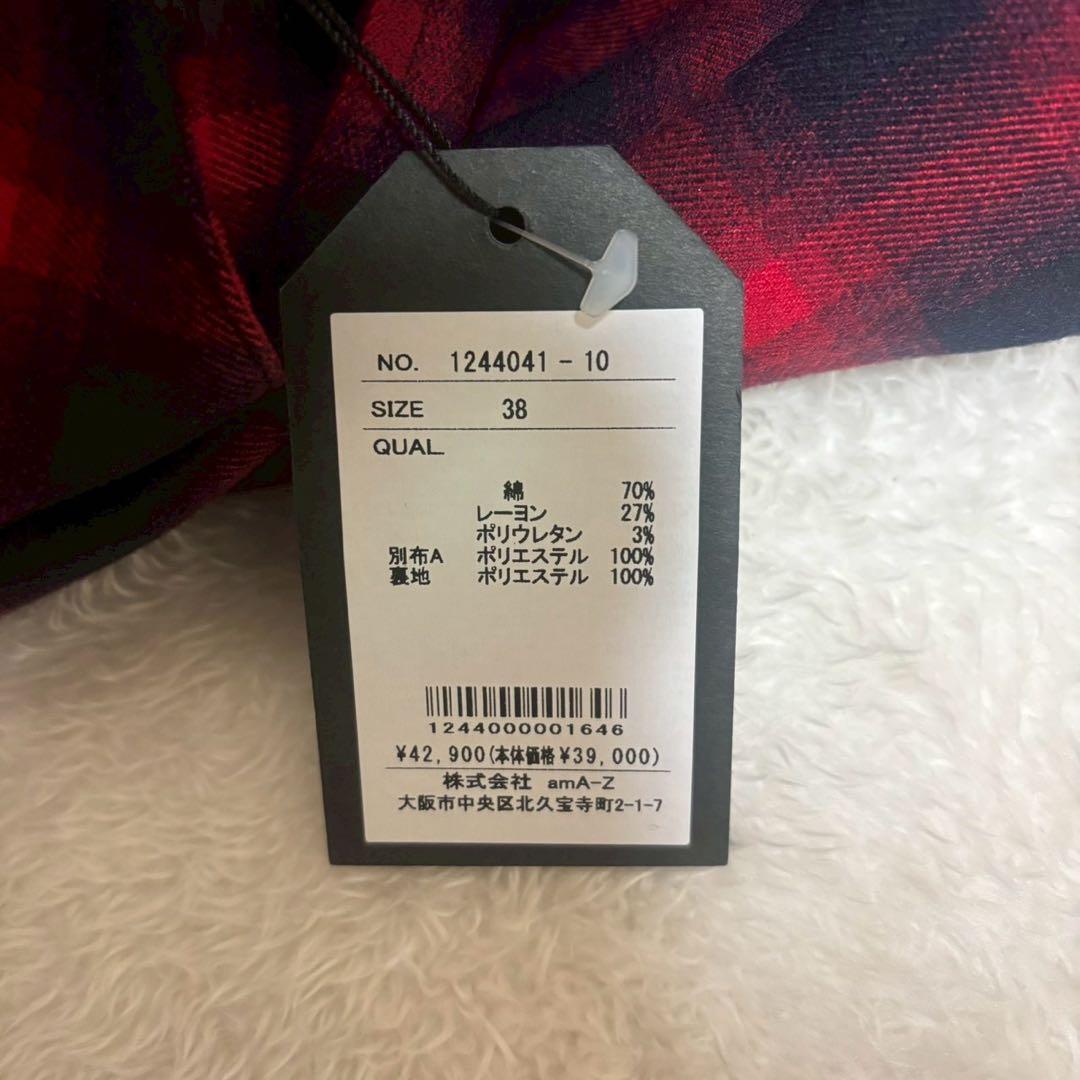 NO. 1244041-10
SIZE 38
QUAL.
綿 70%
レーヨン 27%
ポリウレタン 3%
別布A ポリエステル 100%
裏地 ポリエステル 100%
1244000001646
¥42,900(本体価格¥39,000)
株式会社 amA-Z
大阪市中央区北久宝寺町2-1-7